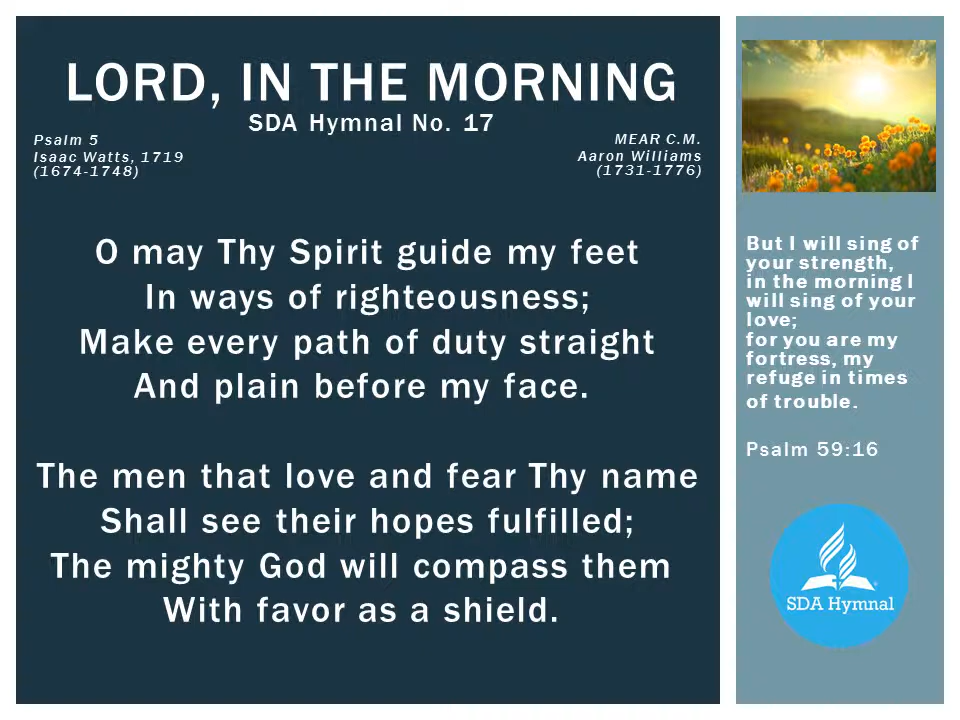 LORD, IN THE MORNING
SDA Hymnal No. 17
Psalm 5
Isaac Watts, 1719
(1674-1748)
MEAR C.M.
Aaron Williams
(1731-1776)
O may Thy Spirit guide my feet
In ways of righteousness;
Make every path of duty straight
And plain before my face.
The men that love and fear Thy name
Shall see their hopes fulfilled;
The mighty God will compass them
With favor as a shield.
But I will sing of
your strength,
in the morning I
will sing of your
love;
for you are my
fortress, my
refuge in times
of trouble.
Psalm 59:16
SDA Hymnal